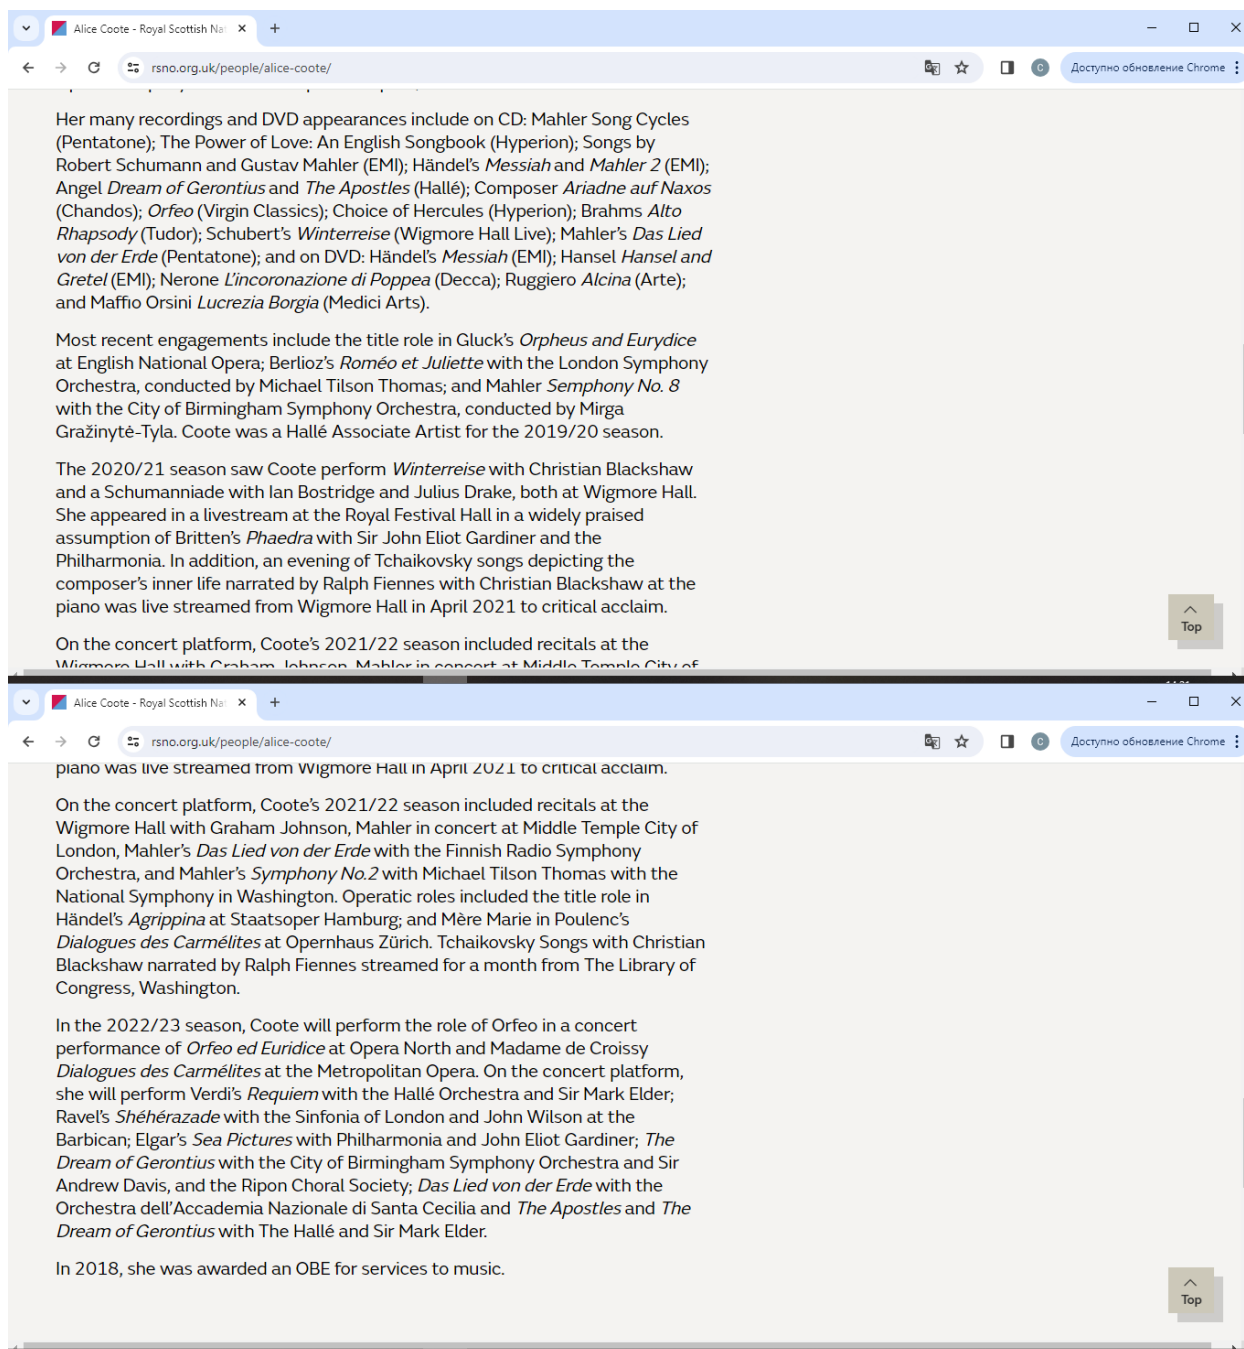 Alice Coote - Royal Scottish Nat
rsno.org.uk/people/alice-coote/
C
Доступно обновление Chrome
Her many recordings and DVD appearances include on CD: Mahler Song Cycles
(Pentatone); The Power of Love: An English Songbook (Hyperion); Songs by
Robert Schumann and Gustav Mahler (EMI); Händel's Messiah and Mahler 2 (EMI);
Angel Dream of Gerontius and The Apostles (Hallé); Composer Ariadne auf Naxos
(Chandos); Orfeo (Virgin Classics); Choice of Hercules (Hyperion); Brahms Alto
Rhapsody (Tudor); Schubert's Winterreise (Wigmore Hall Live); Mahler's Das Lied
von der Erde (Pentatone); and on DVD: Händel's Messiah (EMI); Hansel Hansel and
Gretel (EMI); Nerone L'incoronazione di Poppea (Decca); Ruggiero Alcina (Arte);
and Maffio Orsini Lucrezia Borgia (Medici Arts).
Most recent engagements include the title role in Gluck's Orpheus and Eurydice
at English National Opera; Berlioz's Roméo et Juliette with the London Symphony
Orchestra, conducted by Michael Tilson Thomas; and Mahler Semphony No. 8
with the City of Birmingham Symphony Orchestra, conducted by Mirga
Gražinytė-Tyla. Coote was a Hallé Associate Artist for the 2019/20 season.
The 2020/21 season saw Coote perform Winterreise with Christian Blackshaw
and a Schumanniade with Ian Bostridge and Julius Drake, both at Wigmore Hall.
She appeared in a livestream at the Royal Festival Hall in a widely praised
assumption of Britten's Phaedra with Sir John Eliot Gardiner and the
Philharmonia. In addition, an evening of Tchaikovsky songs depicting the
composer's inner life narrated by Ralph Fiennes with Christian Blackshaw at the
piano was live streamed from Wigmore Hall in April 2021 to critical acclaim.
Top
On the concert platform, Coote's 2021/22 season included recitals at the
Wigmore Hall with Graham Johnson, Mahler in concert at Middle Temple City of
Alice Coote - Royal Scottish Nat
rsno.org.uk/people/alice-coote/
C
Доступно обновление Chrome
piano was live streamed from Wigmore Hall in April 2021 to critical acclaim.
On the concert platform, Coote's 2021/22 season included recitals at the
Wigmore Hall with Graham Johnson, Mahler in concert at Middle Temple City of
London, Mahler's Das Lied von der Erde with the Finnish Radio Symphony
Orchestra, and Mahler's Symphony No.2 with Michael Tilson Thomas with the
National Symphony in Washington. Operatic roles included the title role in
Händel's Agrippina at Staatsoper Hamburg; and Mère Marie in Poulenc's
Dialogues des Carmélites at Opernhaus Zürich. Tchaikovsky Songs with Christian
Blackshaw narrated by Ralph Fiennes streamed for a month from The Library of
Congress, Washington.
In the 2022/23 season, Coote will perform the role of Orfeo in a concert
performance of Orfeo ed Euridice at Opera North and Madame de Croissy
Dialogues des Carmélites at the Metropolitan Opera. On the concert platform,
she will perform Verdi's Requiem with the Hallé Orchestra and Sir Mark Elder;
Ravel's Shéhérazade with the Sinfonia of London and John Wilson at the
Barbican; Elgar's Sea Pictures with Philharmonia and John Eliot Gardiner; The
Dream of Gerontius with the City of Birmingham Symphony Orchestra and Sir
Andrew Davis, and the Ripon Choral Society; Das Lied von der Erde with the
Orchestra dell'Accademia Nazionale di Santa Cecilia and The Apostles and The
Dream of Gerontius with The Hallé and Sir Mark Elder.
In 2018, she was awarded an OBE for services to music.
Top